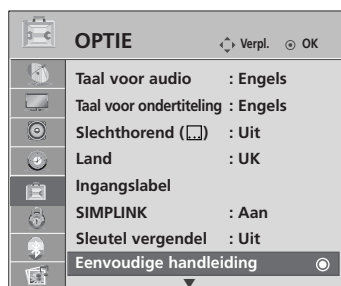 OPTIE Verpl. OK
Taal voor audio : Engels
Taal voor ondertiteling : Engels
Slechthorend ( ) : Uit
Land : UK
Ingangslabel
SIMPLINK : Aan
Sleutel vergendel : Uit
Eenvoudige handleiding